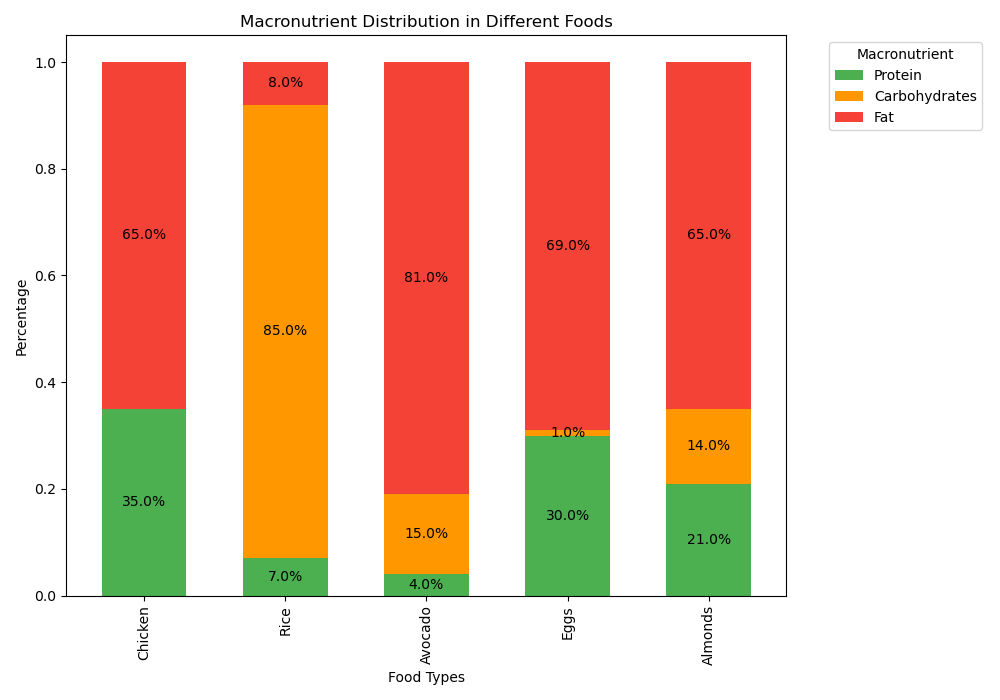 Macronutrient Distribution in Different Foods
Macronutrient
Protein
Carbohydrates
Fat
Percentage
1.0
0.8
0.6
0.4
0.2
0.0
65.0%
35.0%
8.0%
85.0%
7.0%
81.0%
15.0%
4.0%
69.0%
1.0%
30.0%
65.0%
14.0%
21.0%
Chicken
Rice
Avocado
Eggs
Almonds
Food Types